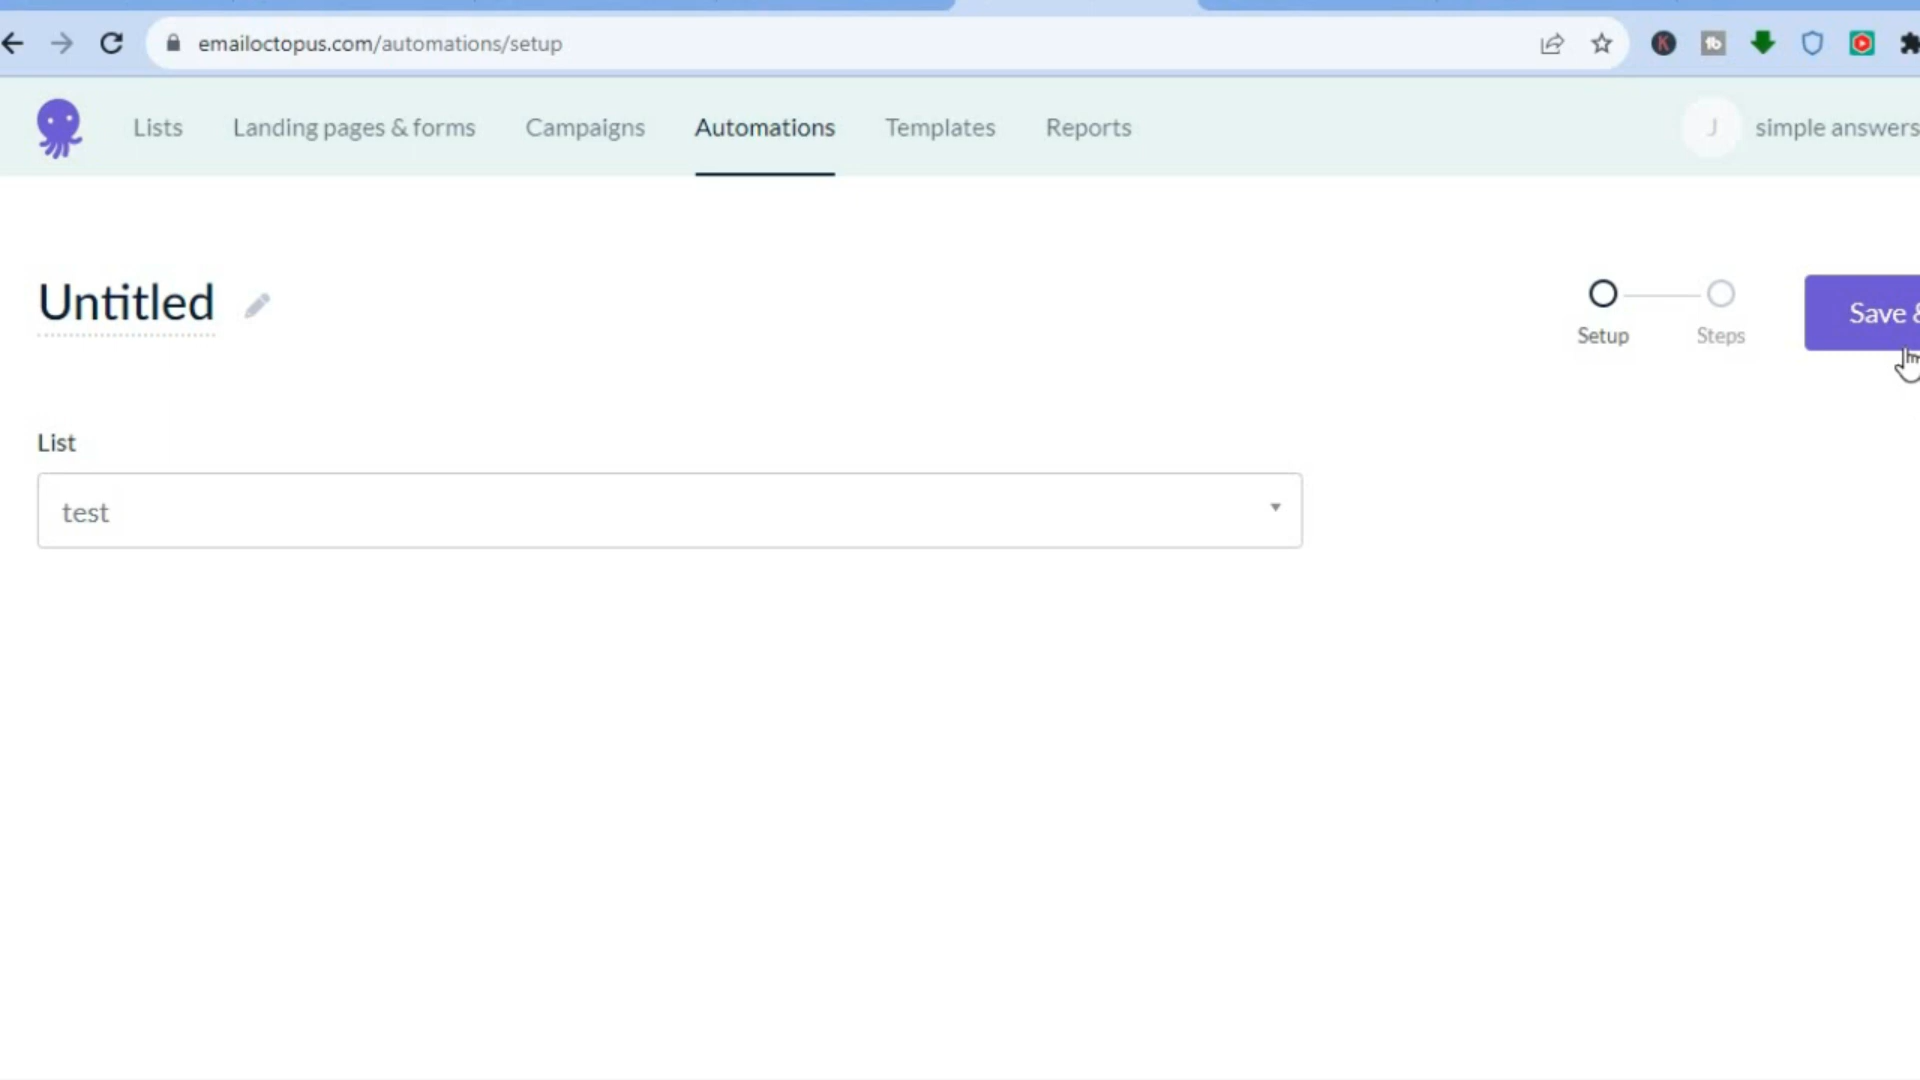 emailoctopus.com/automations/setup
Lists Landing pages & forms Campaigns Automations Templates Reports J simple answers
Untitled
Setup Steps Save &
List
test